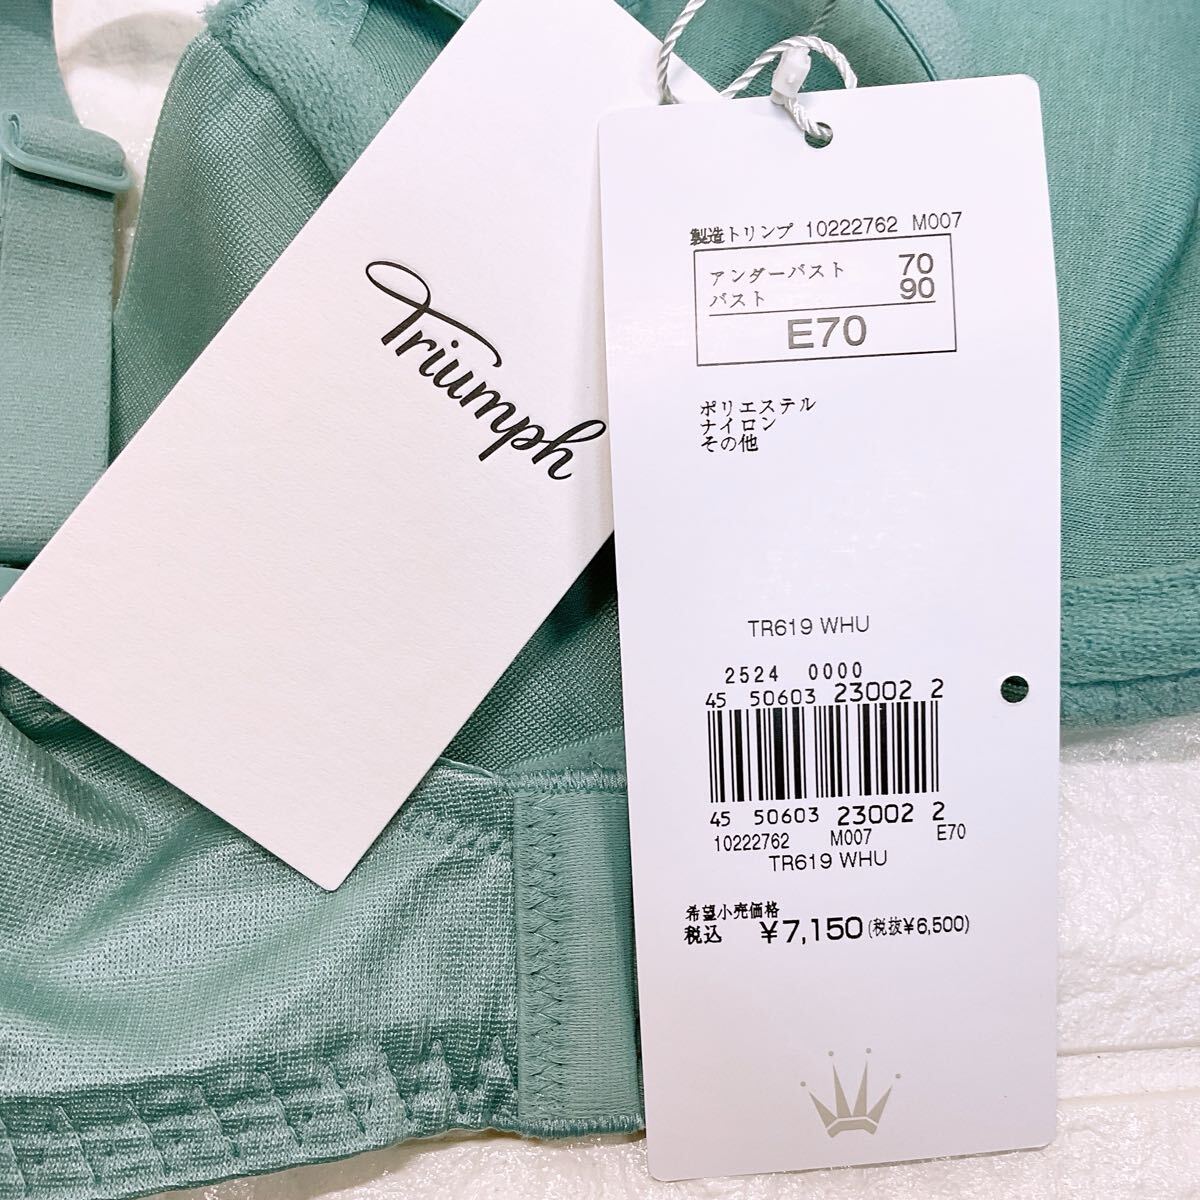 Triumph
製造トリンプ 10222762 M007
アンダーバスト 70
バスト 90
E70
ポリエステル
ナイロン
その他
TR619 WHU
2524 0000
45 50603 23002 2
45 50603 23002 2
10222762 M007 E70
TR619 WHU
希望小売価格
税込 ¥7,150(税抜¥6,500)